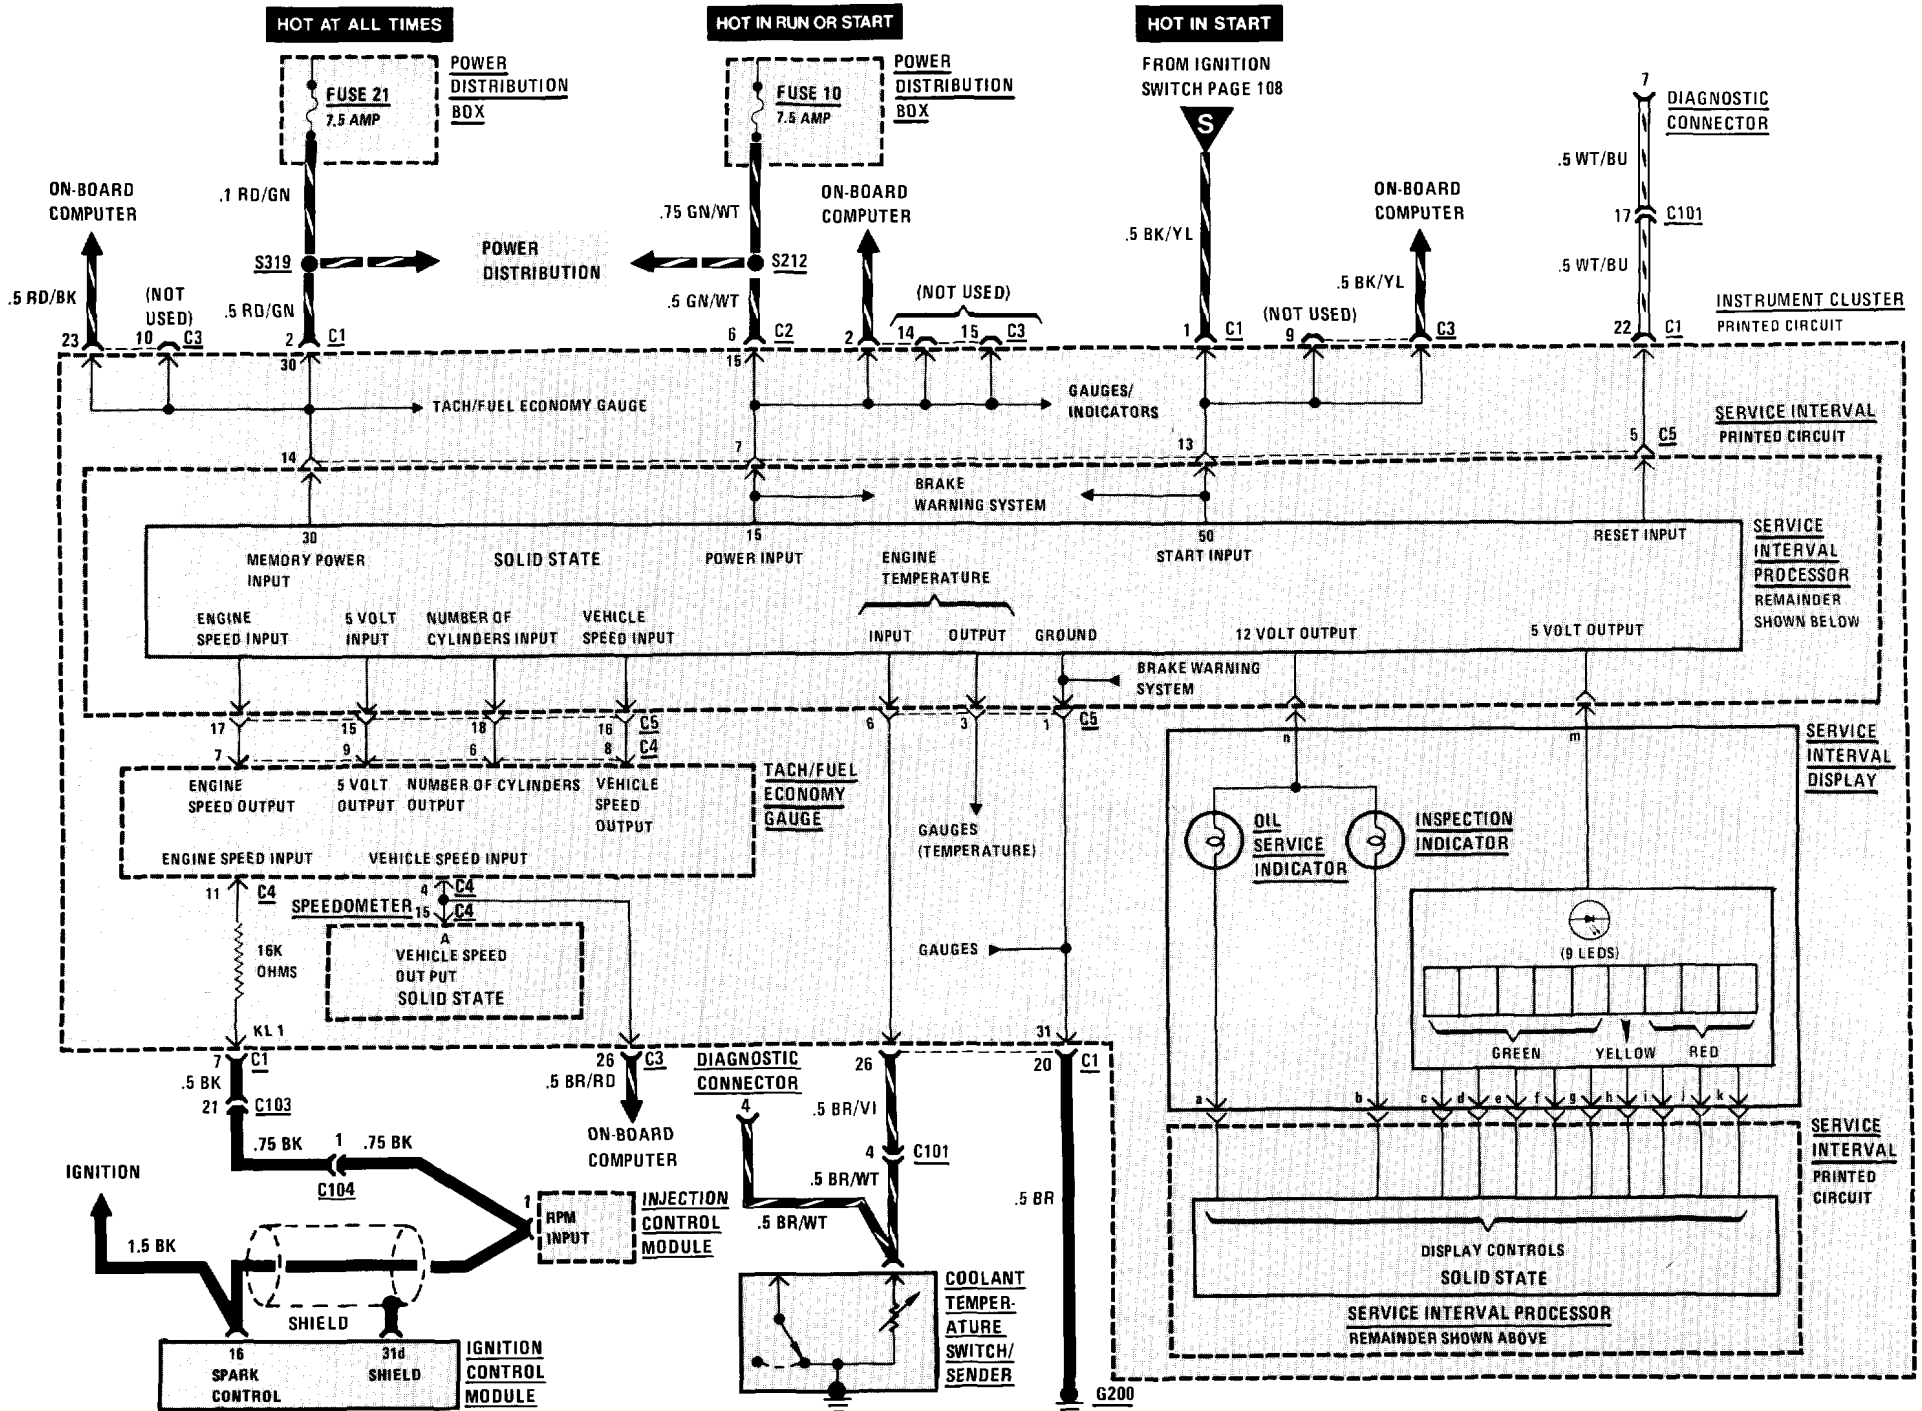 HOT AT ALL TIMES
HOT IN RUN OR START
HOT IN START
POWER
DISTRIBUTION
BOX
FUSE 21
7.5 AMP
POWER
DISTRIBUTION
BOX
FUSE 10
7.5 AMP
FROM IGNITION
SWITCH PAGE 108
S
7
DIAGNOSTIC
CONNECTOR
.5 WT/BU
17
C101
.5 WT/BU
ON-BOARD
COMPUTER
.1 RD/GN
.75 GN/WT
ON-BOARD
COMPUTER
.5 BK/YL
ON-BOARD
COMPUTER
S319
POWER
DISTRIBUTION
S212
.5 RD/BK
(NOT
USED)
.5 RD/GN
.5 GN/WT
(NOT USED)
(NOT USED)
.5 BK/YL
INSTRUMENT CLUSTER
PRINTED CIRCUIT
23
10
C3
2
C1
6
C2
2
14
15
C3
1
C1
9
C3
22
C1
30
15
TACH/FUEL ECONOMY GAUGE
GAUGES/
INDICATORS
SERVICE INTERVAL
PRINTED CIRCUIT
14
7
13
5
C5
BRAKE
WARNING SYSTEM
30
MEMORY POWER
INPUT
SOLID STATE
15
POWER INPUT
ENGINE
TEMPERATURE
50
START INPUT
RESET INPUT
SERVICE
INTERVAL
PROCESSOR
REMAINDER
SHOWN BELOW
ENGINE
SPEED INPUT
5 VOLT
INPUT
NUMBER OF
CYLINDERS INPUT
VEHICLE
SPEED INPUT
INPUT
OUTPUT
GROUND
12 VOLT OUTPUT
5 VOLT OUTPUT
BRAKE WARNING
SYSTEM
17
15
18
16
C5
6
3
1
C5
7
9
6
8
C4
n
m
SERVICE
INTERVAL
DISPLAY
ENGINE
SPEED OUTPUT
5 VOLT
OUTPUT
NUMBER OF CYLINDERS
OUTPUT
VEHICLE
SPEED
OUTPUT
TACH/FUEL
ECONOMY
GAUGE
ENGINE SPEED INPUT
VEHICLE SPEED INPUT
GAUGES
(TEMPERATURE)
OIL
SERVICE
INDICATOR
INSPECTION
INDICATOR
11
C4
4
C4
SPEEDOMETER
15
C4
A
VEHICLE SPEED
OUTPUT
SOLID STATE
16K
OHMS
GAUGES
(9 LEDS)
GREEN
YELLOW
RED
KL 1
31
7
C1
26
C3
DIAGNOSTIC
CONNECTOR
26
20
C1
.5 BK
.5 BR/RD
4
.5 BR/VI
21
C103
a
b
c
d
e
f
g
h
i
j
k
.75 BK
1
.75 BK
ON-BOARD
COMPUTER
4
C101
SERVICE
INTERVAL
PRINTED
CIRCUIT
IGNITION
C104
.5 BR/WT
.5 BR/WT
.5 BR
1
RPM
INPUT
INJECTION
CONTROL
MODULE
1.5 BK
SHIELD
DISPLAY CONTROLS
SOLID STATE
COOLANT
TEMPER-
ATURE
SWITCH/
SENDER
SERVICE INTERVAL PROCESSOR
REMAINDER SHOWN ABOVE
16
SPARK
CONTROL
31d
SHIELD
IGNITION
CONTROL
MODULE
G200